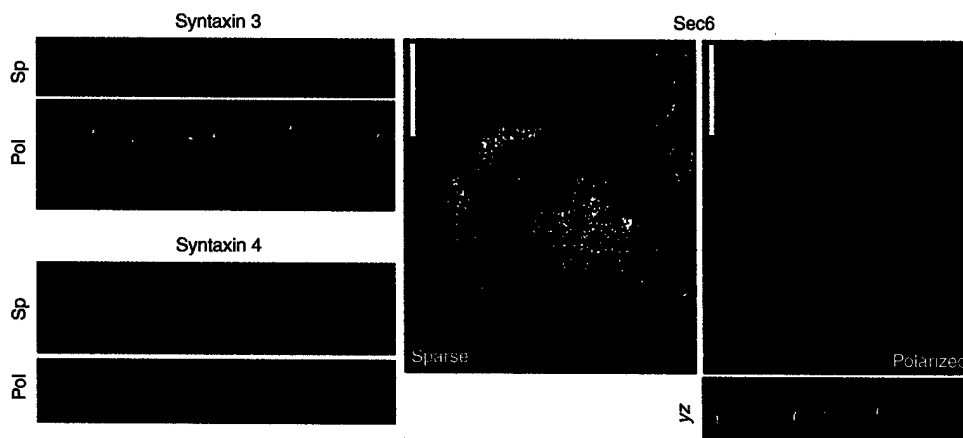 Syntaxin 3
Sp
Pol
Syntaxin 4
Sp
Pol
Sec6
Sparse
Polarized
yz